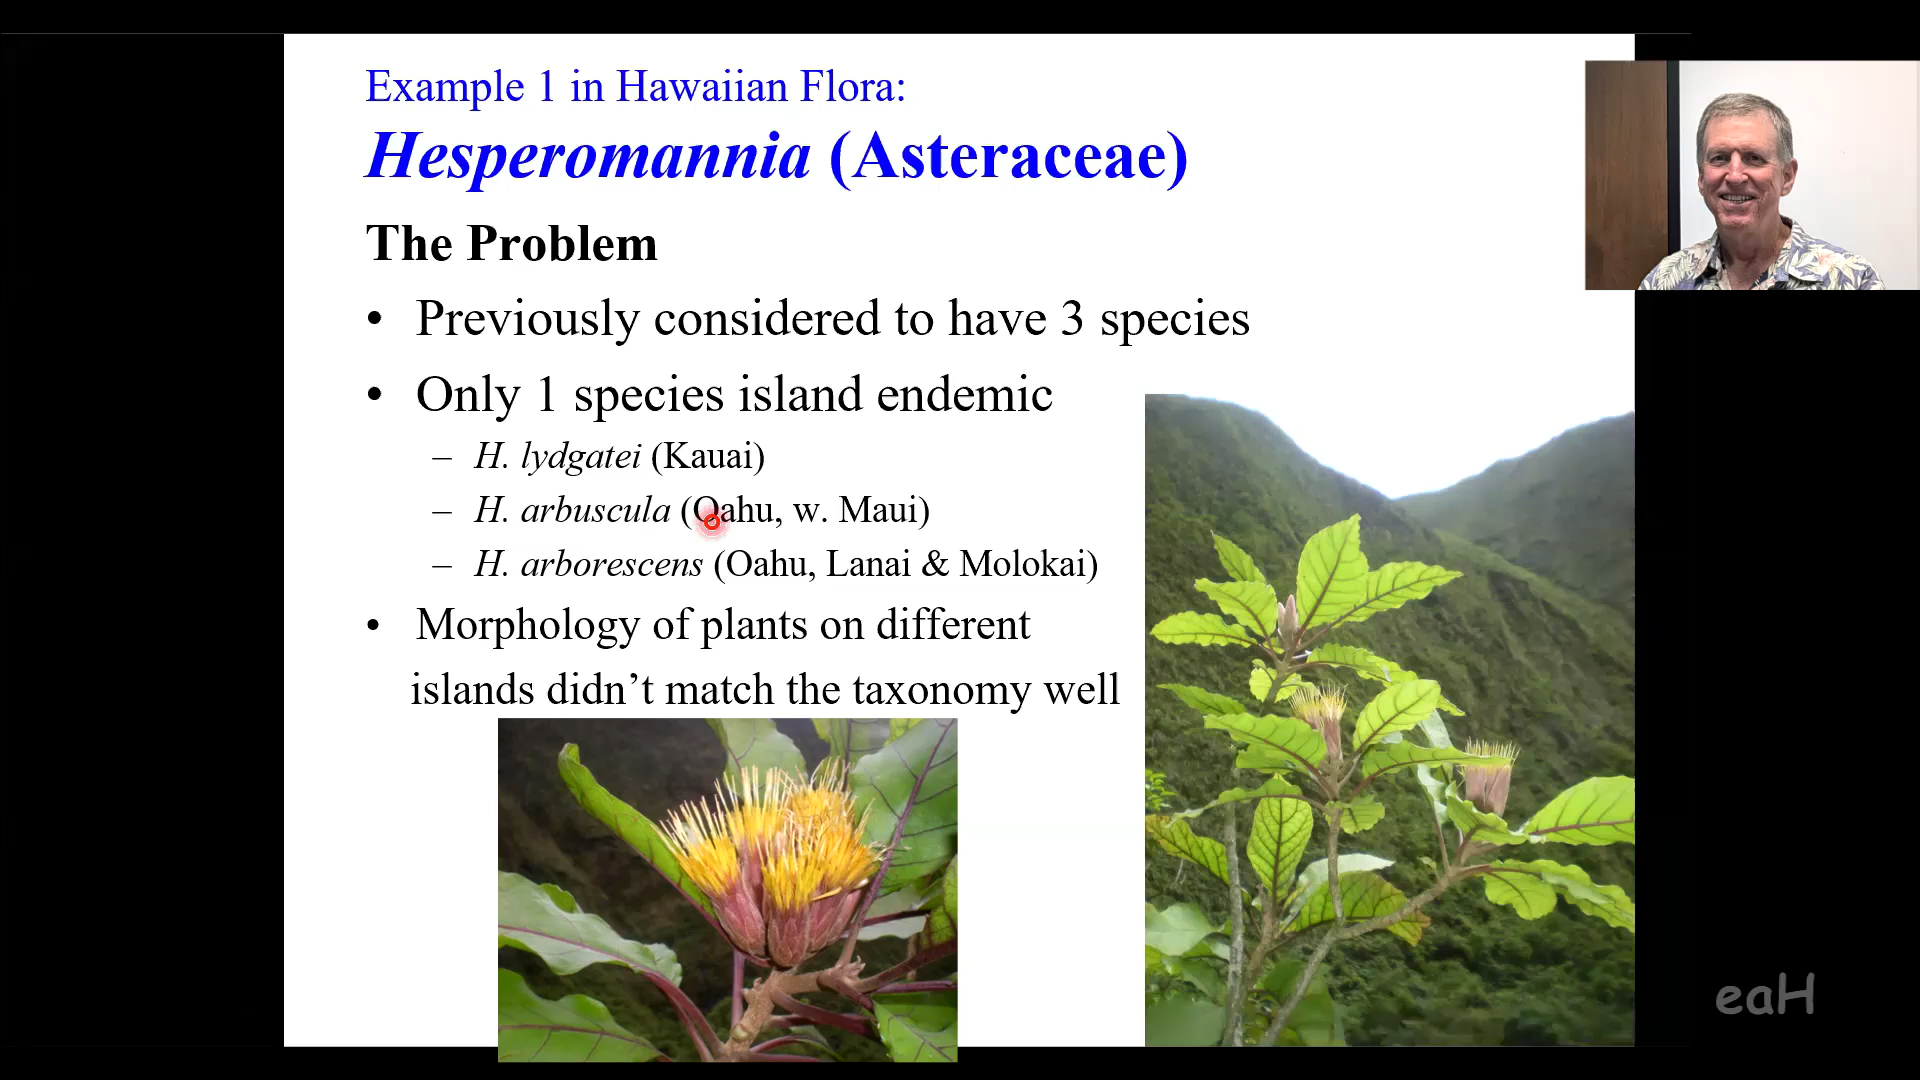 Example 1 in Hawaiian Flora:
Hesperomannia (Asteraceae)
The Problem
• Previously considered to have 3 species
• Only 1 species island endemic
– H. lydgatei (Kauai)
– H. arbuscula (Oahu, w. Maui)
– H. arborescens (Oahu, Lanai & Molokai)
• Morphology of plants on different
islands didn’t match the taxonomy well
eaH